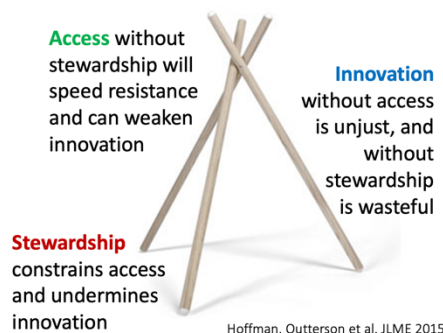 Access without
stewardship will
speed resistance
and can weaken
innovation
Innovation
without access
is unjust, and
without
stewardship
is wasteful
Stewardship
constrains access
and undermines
innovation
Hoffman, Outterson et al. JLME 2015